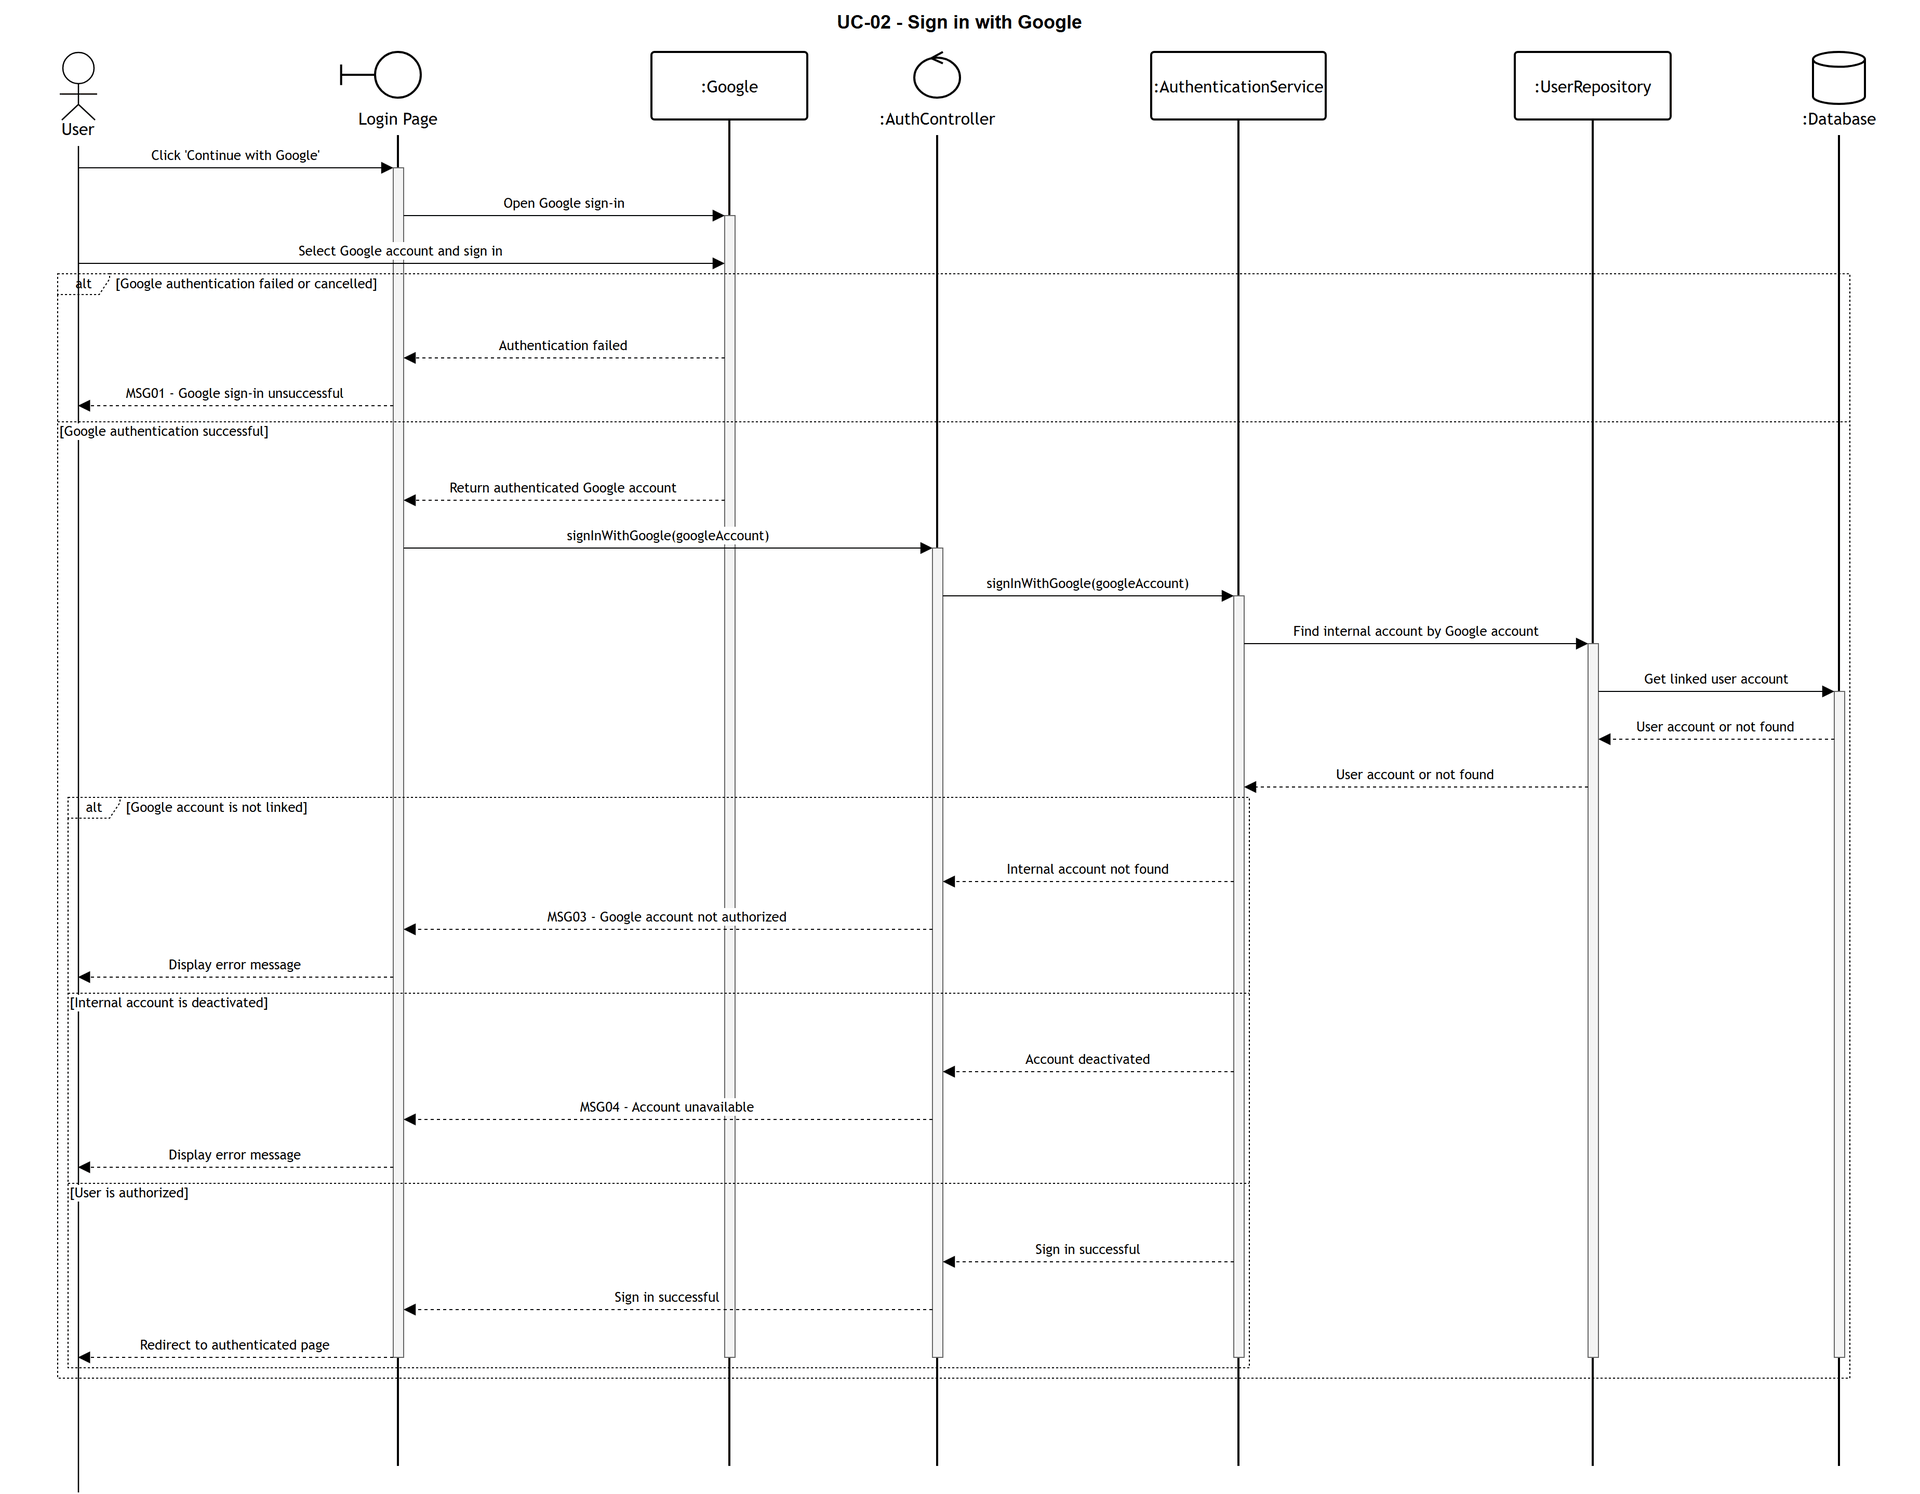 UC-02 - Sign in with Google
User
Login Page
:Google
:AuthController
:AuthenticationService
:UserRepository
:Database
Click 'Continue with Google'
Open Google sign-in
Select Google account and sign in
alt [Google authentication failed or cancelled]
Authentication failed
MSG01 - Google sign-in unsuccessful
[Google authentication successful]
Return authenticated Google account
signInWithGoogle(googleAccount)
signInWithGoogle(googleAccount)
Find internal account by Google account
Get linked user account
User account or not found
User account or not found
alt [Google account is not linked]
Internal account not found
MSG03 - Google account not authorized
Display error message
[Internal account is deactivated]
Account deactivated
MSG04 - Account unavailable
Display error message
[User is authorized]
Sign in successful
Sign in successful
Redirect to authenticated page